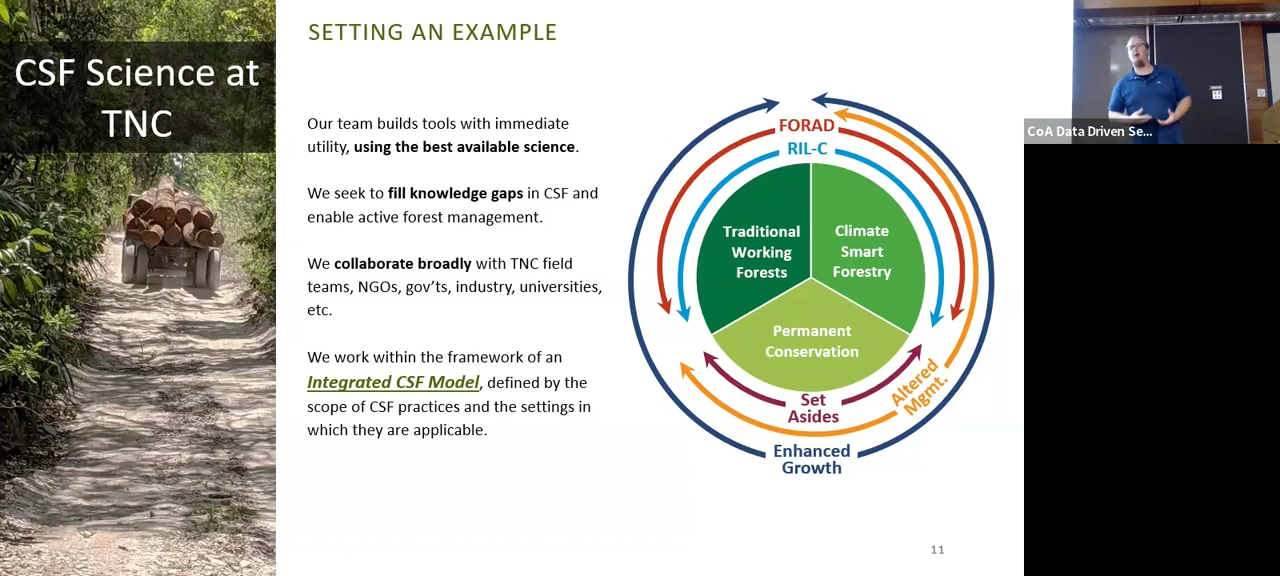 CSF Science at
TNC
SETTING AN EXAMPLE
Our team builds tools with immediate
utility, using the best available science.
We seek to fill knowledge gaps in CSF and
enable active forest management.
We collaborate broadly with TNC field
teams, NGOs, gov'ts, industry, universities,
etc.
We work within the framework of an
Integrated CSF Model, defined by the
scope of CSF practices and the settings in
which they are applicable.
FORAD
RIL-C
Traditional
Working
Forests
Climate
Smart
Forestry
Permanent
Conservation
Set
Asides
Altered
Mgmt.
Enhanced
Growth
11
CoA Data Driven Se...